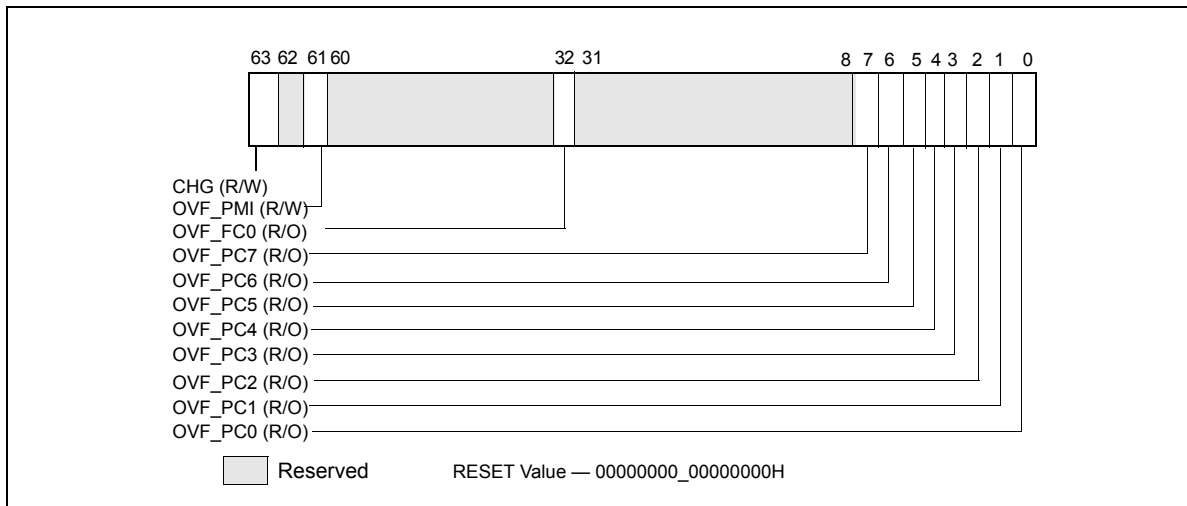 63 62 61 60 32 31 8 7 6 5 4 3 2 1 0
CHG (R/W)
OVF_PMI (R/W)
OVF_FC0 (R/O)
OVF_PC7 (R/O)
OVF_PC6 (R/O)
OVF_PC5 (R/O)
OVF_PC4 (R/O)
OVF_PC3 (R/O)
OVF_PC2 (R/O)
OVF_PC1 (R/O)
OVF_PC0 (R/O)
Reserved RESET Value — 00000000_00000000H